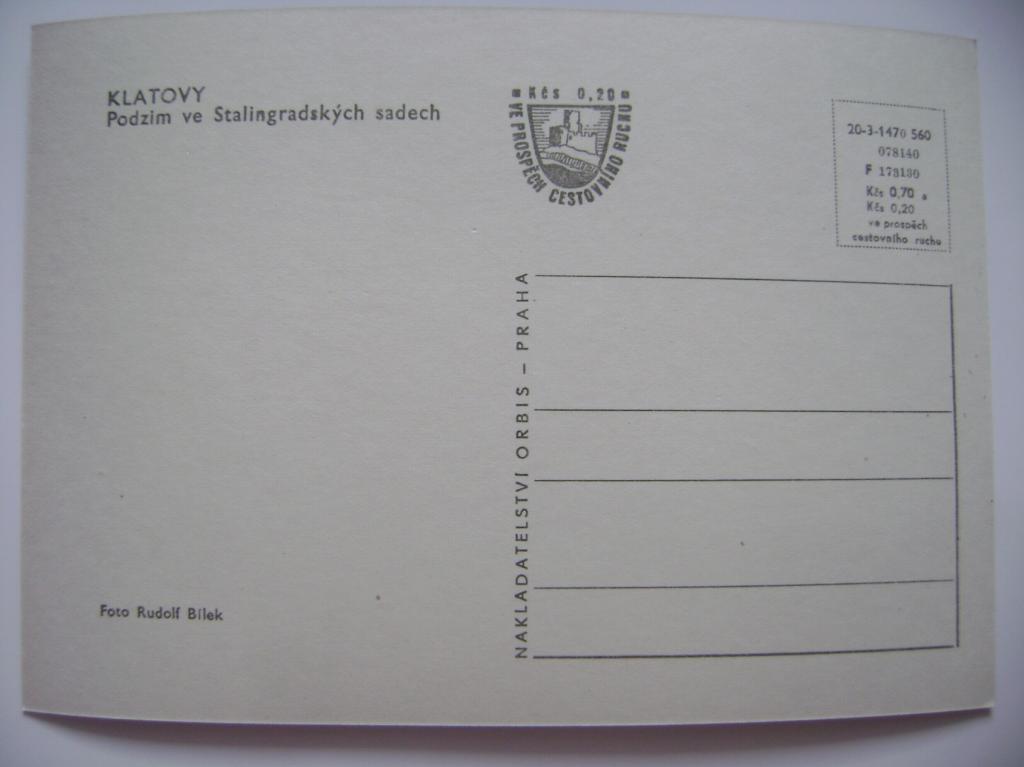 KLATOVY
Podzim ve Stalingradských sadech
Kčs 0,20
VE PROSPĚCH CESTOVNÍHO RUCHU
20-3-1470 560
078140
F 173130
Kčs 0,70
Kčs 0,20
ve prospěch
cestovního ruchu
NAKLADATELSTVÍ ORBIS – PRAHA
Foto Rudolf Bílek